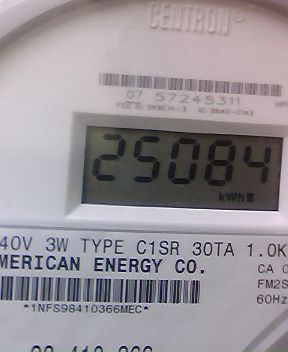 CENTRON®
07 57245311
25084
kWh
40V 3W TYPE C1SR 30TA 1.0K
MERICAN ENERGY CO.
CA 0
FM2S
60Hz
*1NFS98410366MEC*